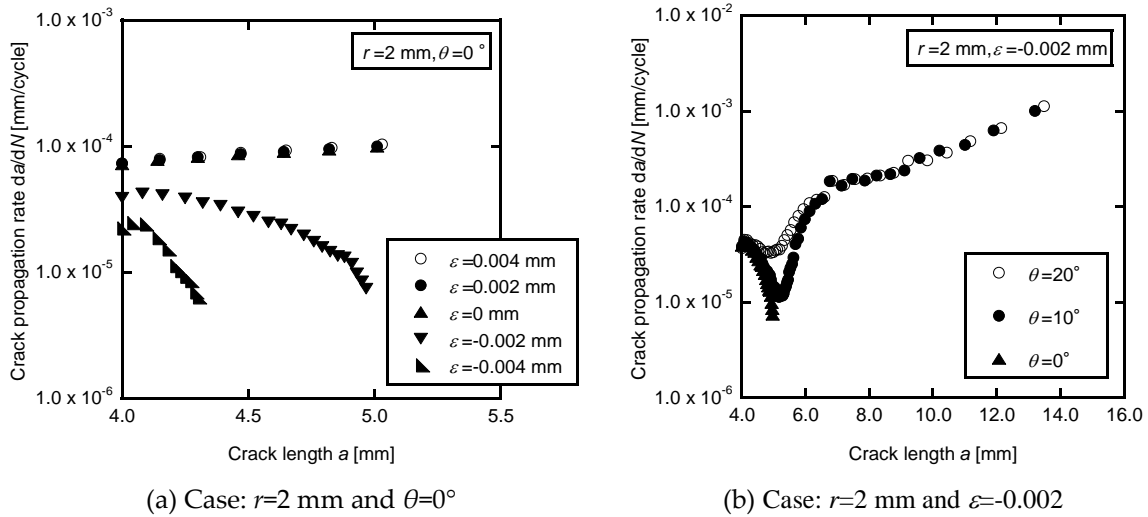 1.0 x 10⁻³
1.0 x 10⁻⁴
1.0 x 10⁻⁵
1.0 x 10⁻⁶
Crack propagation rate da/dN [mm/cycle]
r=2 mm, θ=0°
ε=0.004 mm
ε=0.002 mm
ε=0 mm
ε=-0.002 mm
ε=-0.004 mm
4.0 4.5 5.0 5.5
Crack length a [mm]
(a) Case: r=2 mm and θ=0°
1.0 x 10⁻²
1.0 x 10⁻³
1.0 x 10⁻⁴
1.0 x 10⁻⁵
1.0 x 10⁻⁶
Crack propagation rate da/dN [mm/cycle]
r=2 mm, ε=-0.002 mm
θ=20°
θ=10°
θ=0°
4.0 6.0 8.0 10.0 12.0 14.0 16.0
Crack length a [mm]
(b) Case: r=2 mm and ε=-0.002